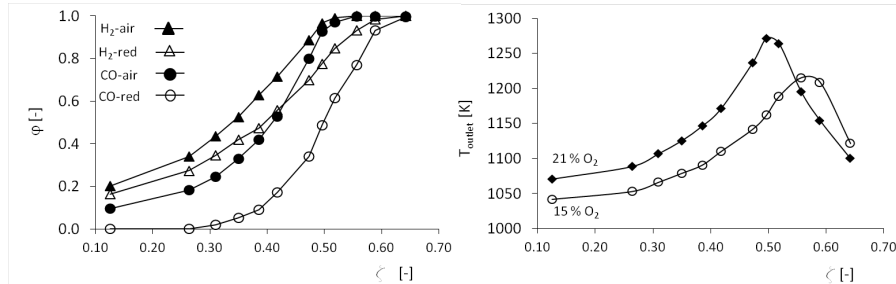 1.0
0.8
0.6
0.4
0.2
0.0
φ [-]
H₂-air
H₂-red
CO-air
CO-red
0.10 0.20 0.30 0.40 0.50 0.60 0.70
ζ [-]
1300
1250
1200
1150
1100
1050
1000
T outlet [K]
21 % O₂
15 % O₂
0.10 0.20 0.30 0.40 0.50 0.60 0.70
ζ [-]